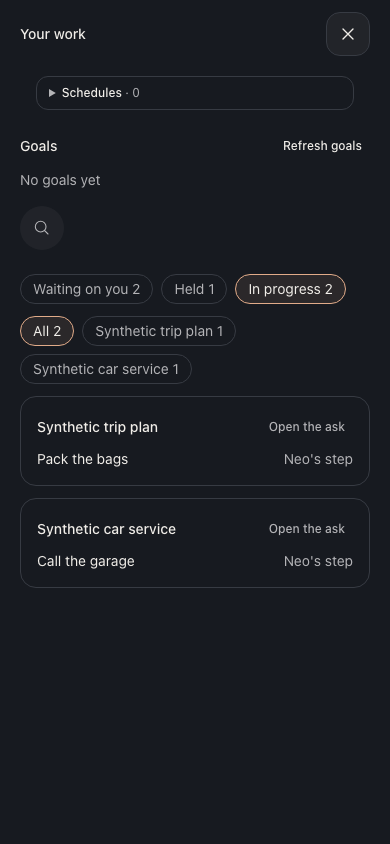 Your work
Schedules · 0
Goals
Refresh goals
No goals yet
Waiting on you 2
Held 1
In progress 2
All 2
Synthetic trip plan 1
Synthetic car service 1
Synthetic trip plan
Open the ask
Pack the bags
Neo's step
Synthetic car service
Open the ask
Call the garage
Neo's step